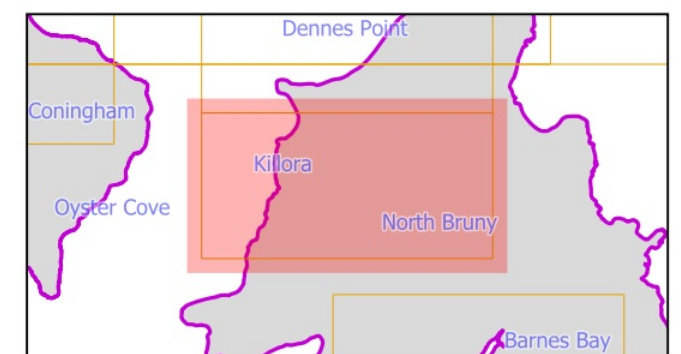 Dennes Point
Coningham
Killora
Oyster Cove
North Bruny
Barnes Bay